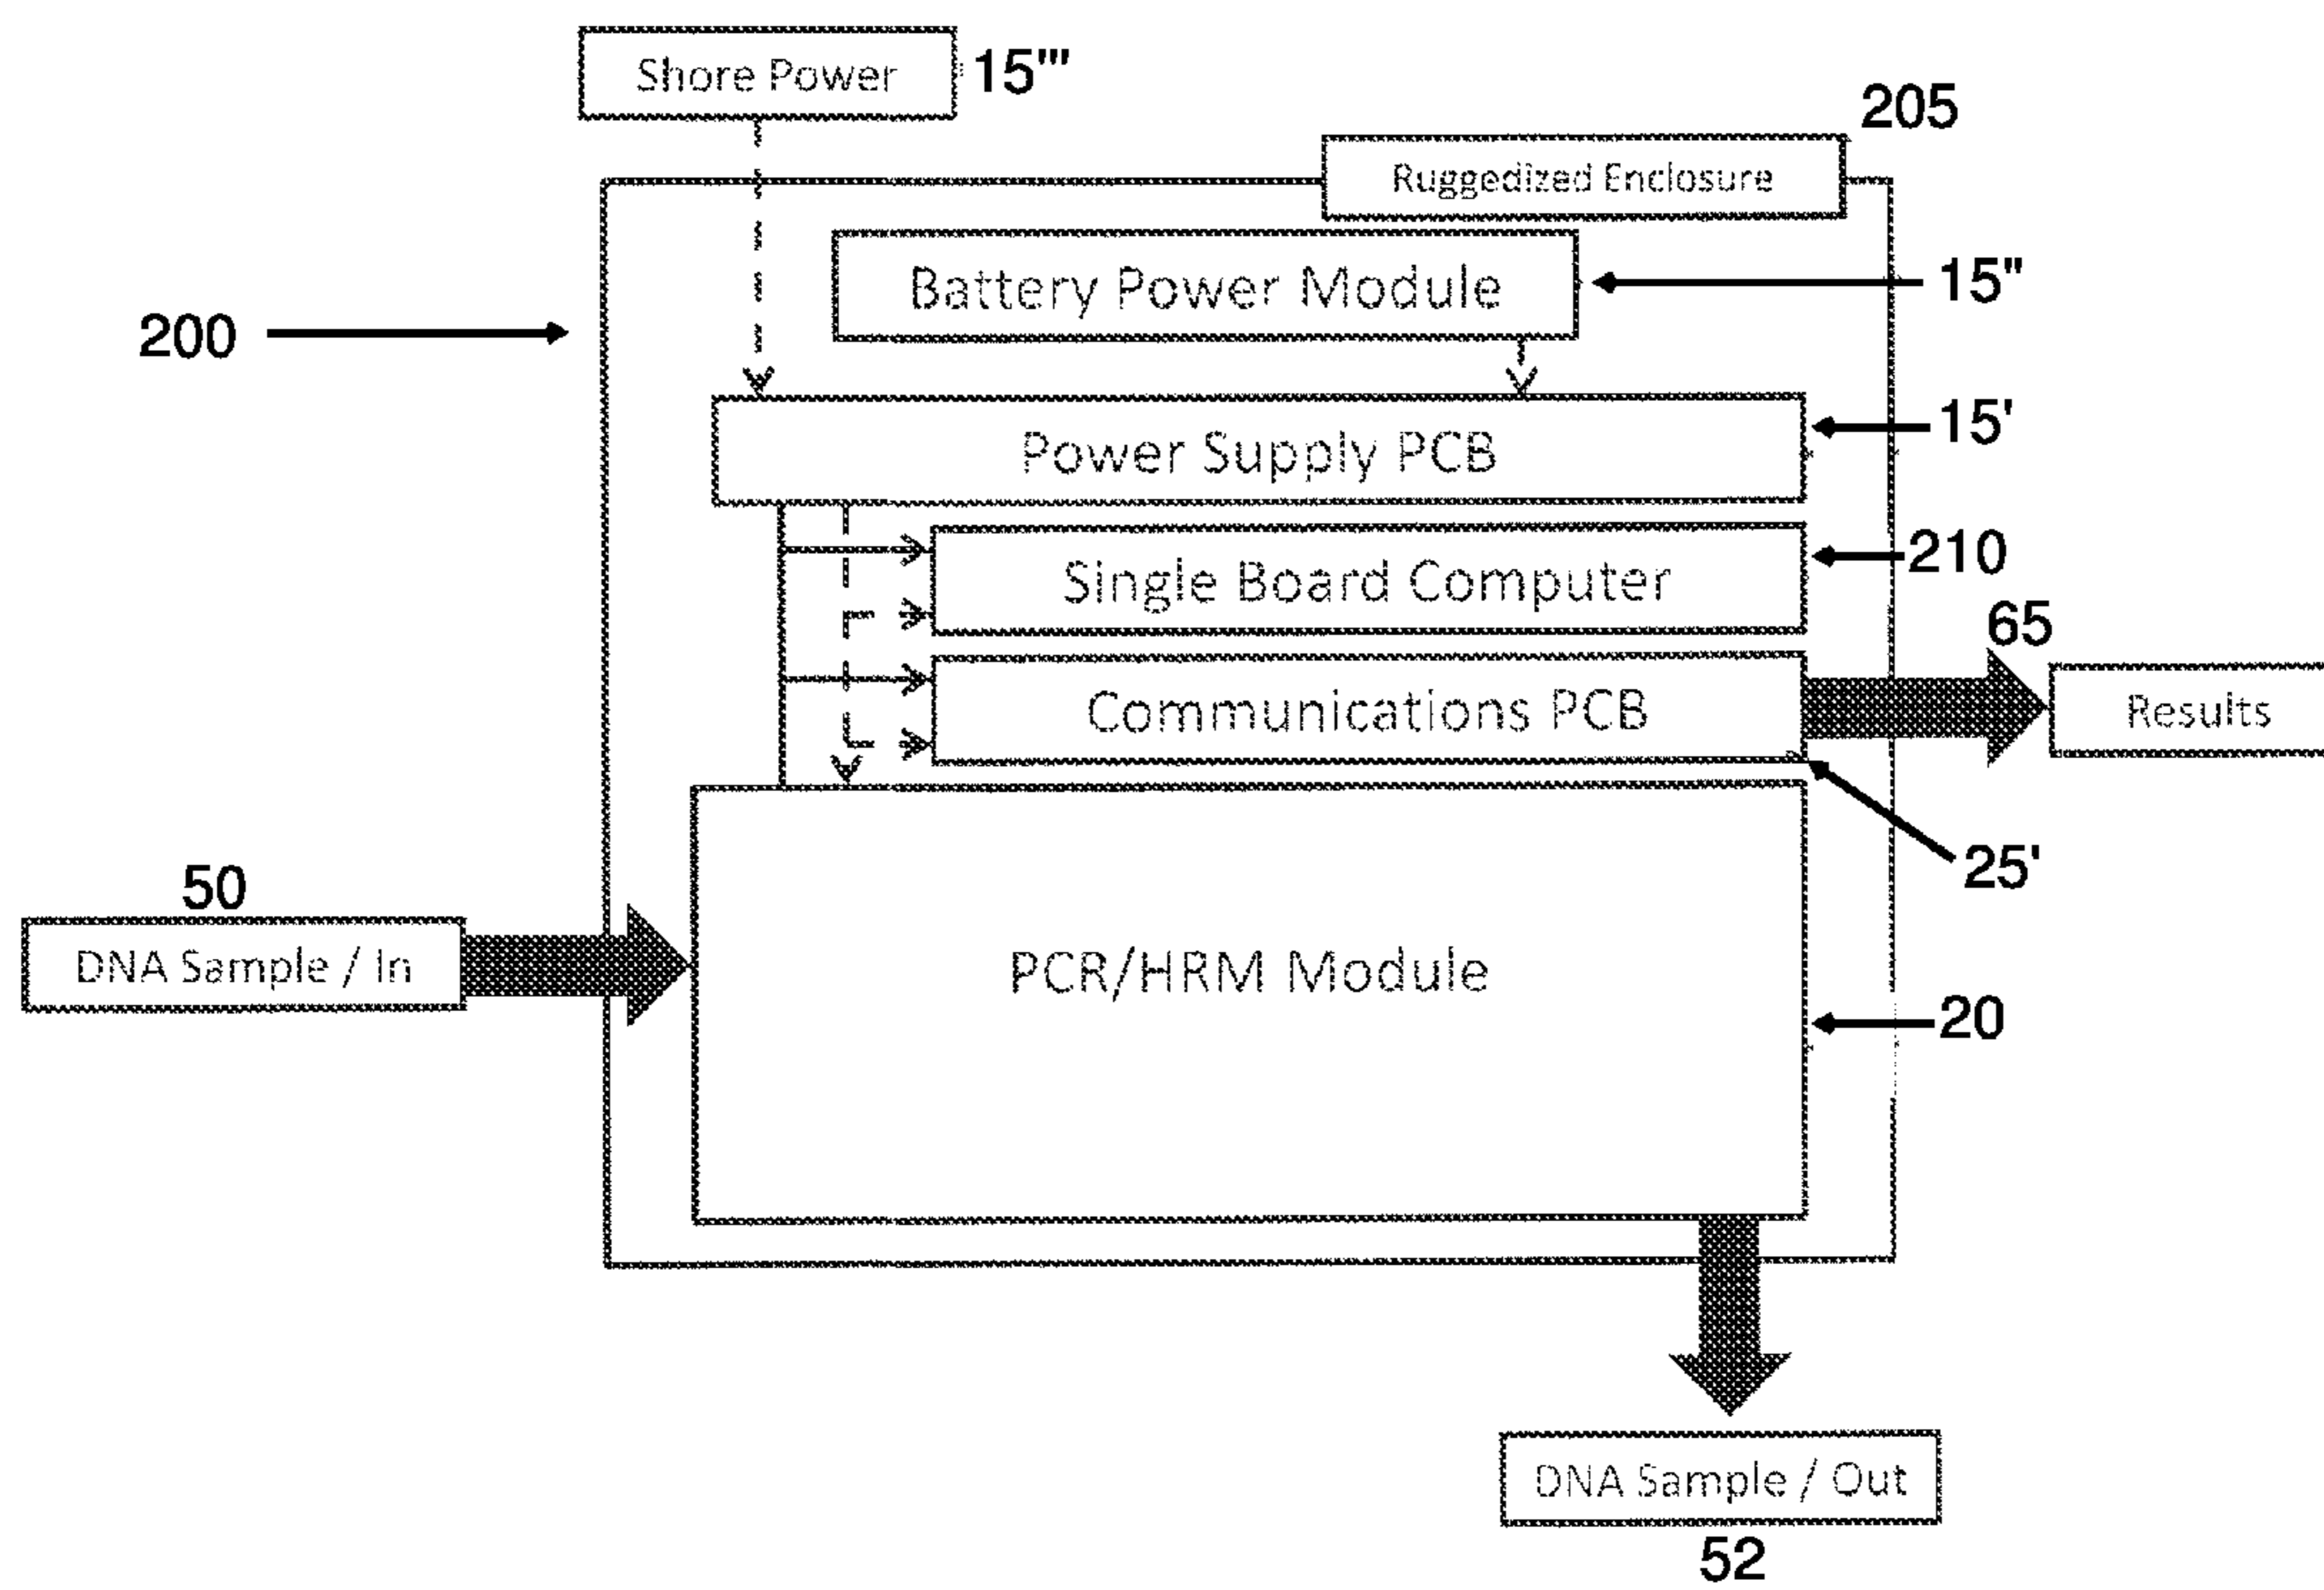 Shore Power 15'''
205
Ruggedized Enclosure
Battery Power Module 15''
200
Power Supply PCB 15'
Single Board Computer 210
65
Communications PCB Results
25'
50
DNA Sample / In
PCR/HRM Module
20
DNA Sample / Out
52